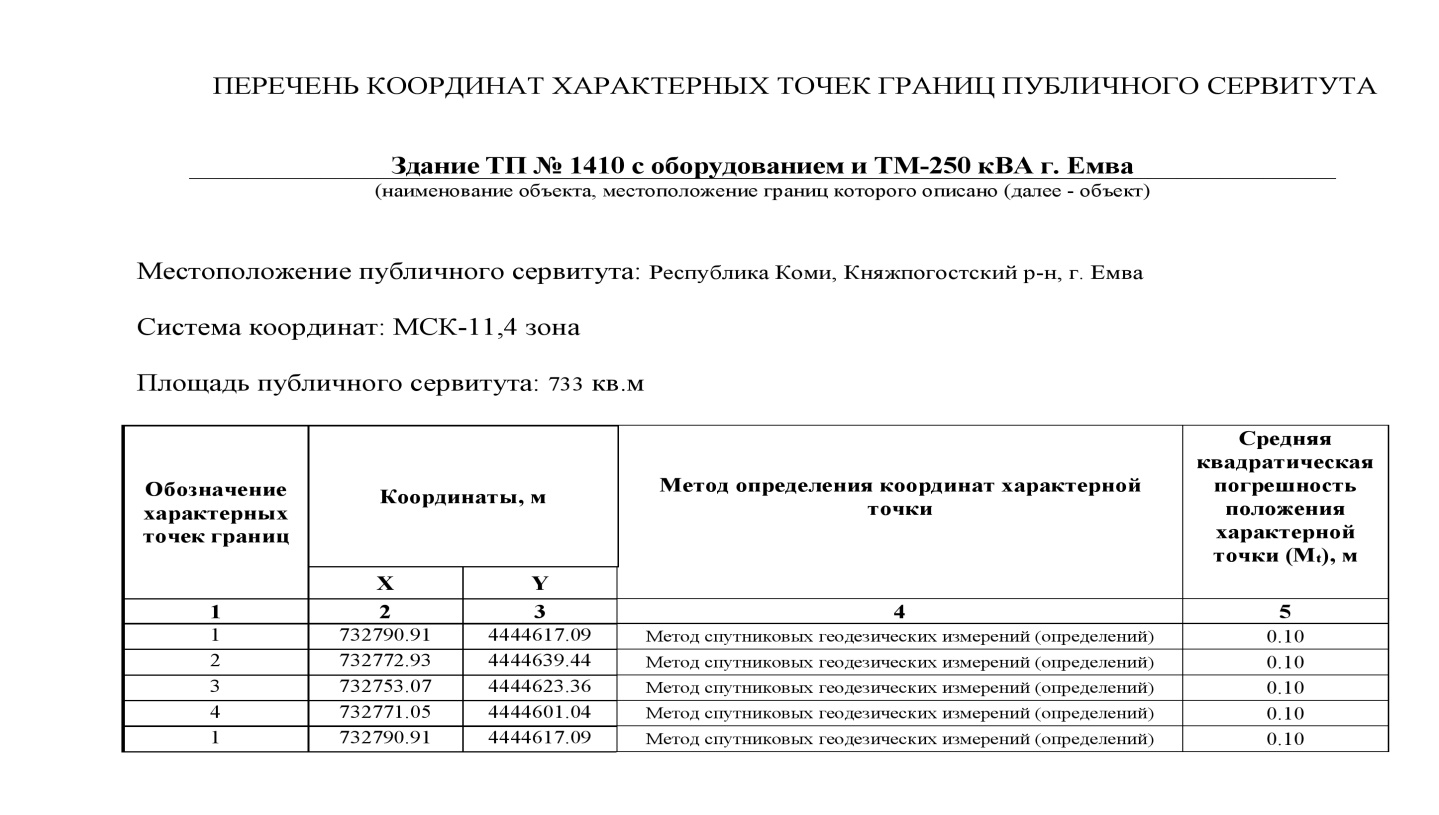 ПЕРЕЧЕНЬ КООРДИНАТ ХАРАКТЕРНЫХ ТОЧЕК ГРАНИЦ ПУБЛИЧНОГО СЕРВИТУТА
Здание ТП № 1410 с оборудованием и ТМ-250 кВА г. Емва
(наименование объекта, местоположение границ которого описано (далее - объект)
Местоположение публичного сервитута: Республика Коми, Княжпогостский р-н, г. Емва
Система координат: МСК-11,4 зона
Площадь публичного сервитута: 733 кв.м
Обозначение
характерных
точек границ
Координаты, м
Метод определения координат характерной
точки
Средняя
квадратическая
погрешность
положения
характерной
точки (Mt), м
X Y
1 2 3 4 5
1 732790.91 4444617.09 Метод спутниковых геодезических измерений (определений) 0.10
2 732772.93 4444639.44 Метод спутниковых геодезических измерений (определений) 0.10
3 732753.07 4444623.36 Метод спутниковых геодезических измерений (определений) 0.10
4 732771.05 4444601.04 Метод спутниковых геодезических измерений (определений) 0.10
1 732790.91 4444617.09 Метод спутниковых геодезических измерений (определений) 0.10